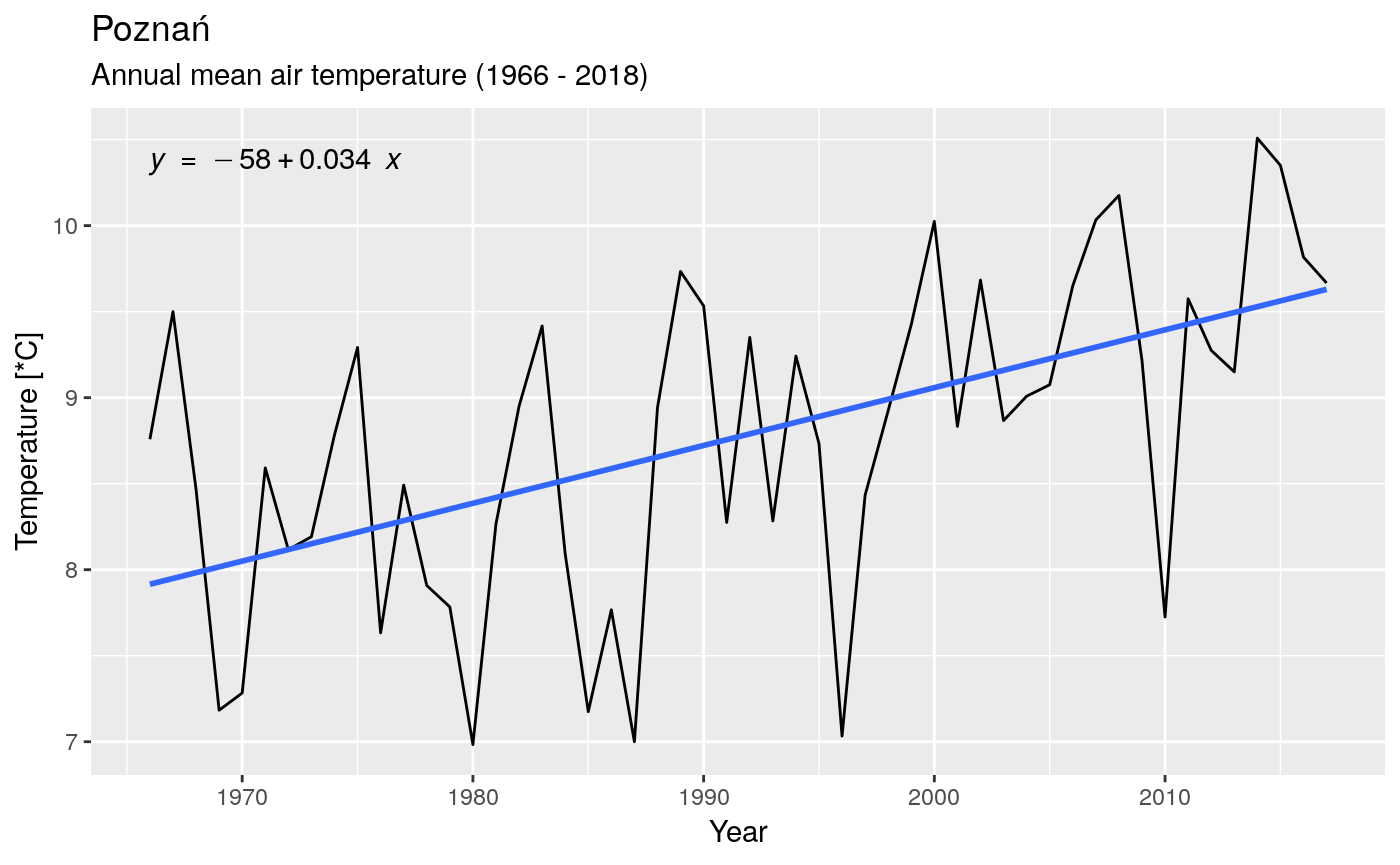 Poznań
Annual mean air temperature (1966 - 2018)
y = −58+0.034 x
Temperature [*C]
10
9
8
7
1970 1980 1990 2000 2010
Year